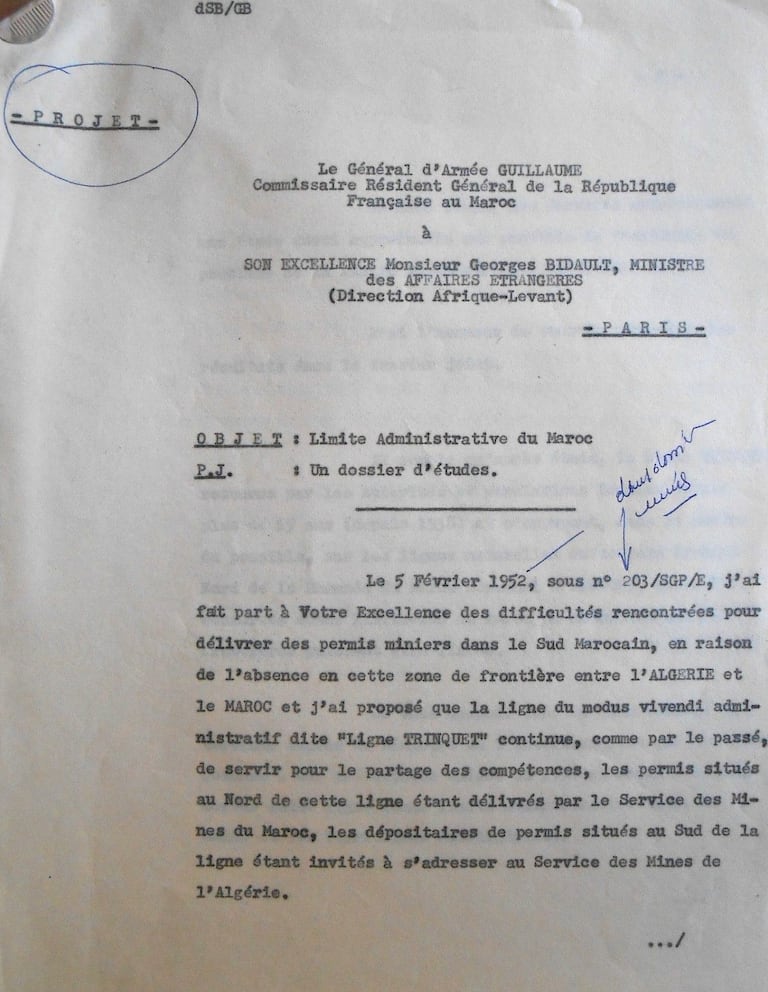 dSB/GB
- P R O J E T -
Le Général d'Armée GUILLAUME
Commissaire Résident Général de la République
Française au Maroc
à
SON EXCELLENCE Monsieur Georges BIDAULT, MINISTRE
des AFFAIRES ETRANGERES
(Direction Afrique-Levant)
- P A R I S -
O B J E T : Limite Administrative du Maroc
P.J. : Un dossier d'études.
Le 5 Février 1952, sous n° 203/SGP/E, j'ai
fait part à Votre Excellence des difficultés rencontrées pour
délivrer des permis miniers dans le Sud Marocain, en raison
de l'absence en cette zone de frontière entre l'ALGERIE et
le MAROC et j'ai proposé que la ligne du modus vivendi admi-
nistratif dite "Ligne TRINQUET" continue, comme par le passé,
de servir pour le partage des compétences, les permis situés
au Nord de cette ligne étant délivrés par le Service des Mi-
nes du Maroc, les dépositaires de permis situés au Sud de la
ligne étant invités à s'adresser au Service des Mines de
l'Algérie.
.../